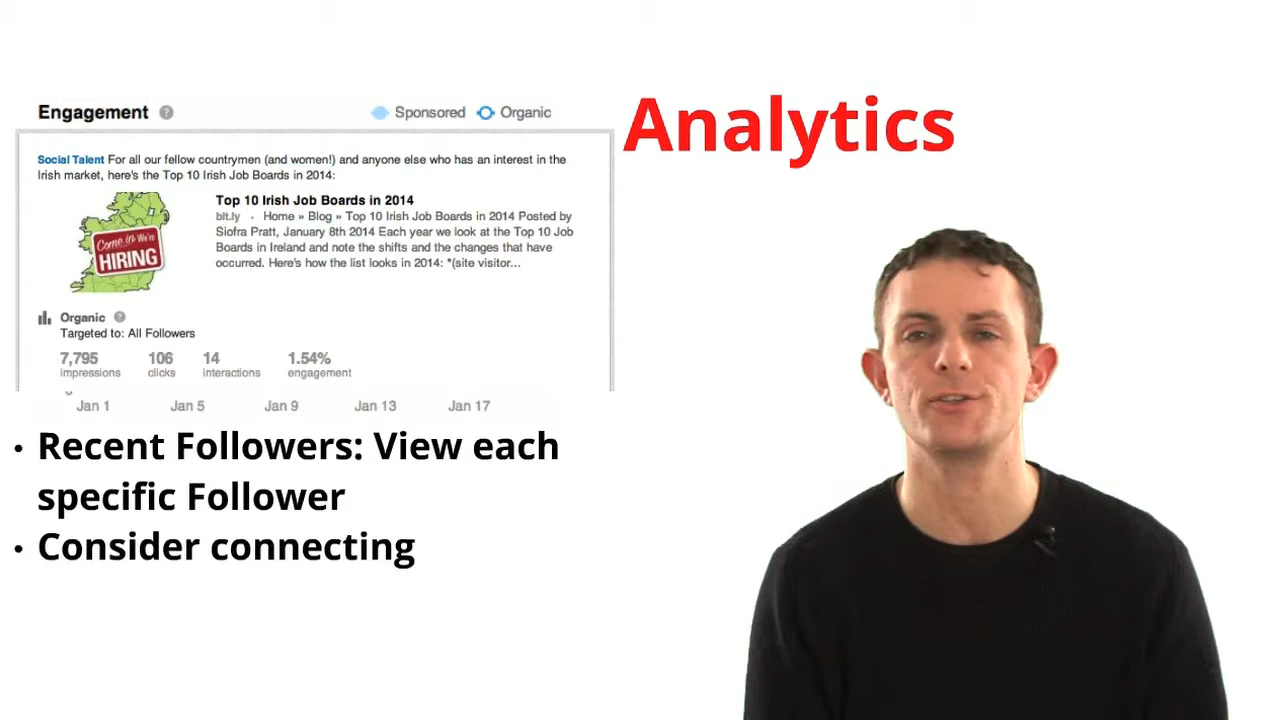 Engagement ?
Sponsored Organic
Analytics
Social Talent For all our fellow countrymen (and women!) and anyone else who has an interest in the
Irish market, here's the Top 10 Irish Job Boards in 2014:
Come in We're
HIRING
Top 10 Irish Job Boards in 2014
bit.ly · Home » Blog » Top 10 Irish Job Boards in 2014 Posted by
Siofra Pratt, January 8th 2014 Each year we look at the Top 10 Job
Boards in Ireland and note the shifts and the changes that have
occurred. Here's how the list looks in 2014: *(site visitor...
Organic ?
Targeted to: All Followers
7,795 106 14 1.54%
impressions clicks interactions engagement
Jan 1 Jan 5 Jan 9 Jan 13 Jan 17
· Recent Followers: View each
specific Follower
· Consider connecting